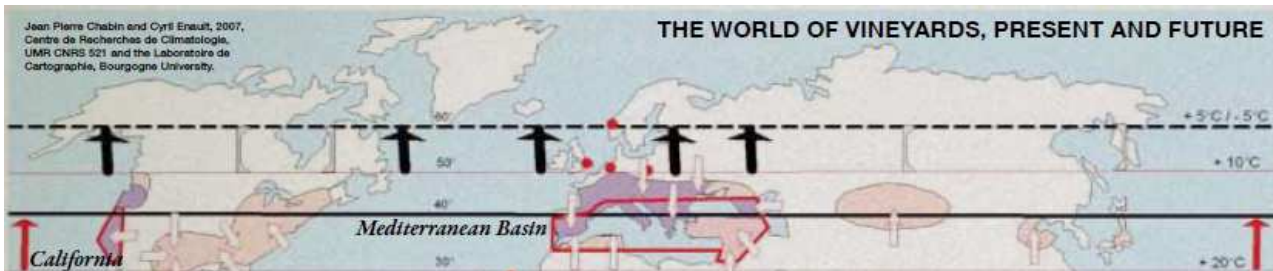 Jean Pierre Chabin and Cyril Enault, 2007,
Centre de Recherches de Climatologie,
UMR CNRS 521 and the Laboratoire de
Cartographie, Bourgogne University.
THE WORLD OF VINEYARDS, PRESENT AND FUTURE
60°
+ 5°C / - 5°C
50°
+ 10°C
40°
Mediterranean Basin
California
30°
+ 20°C